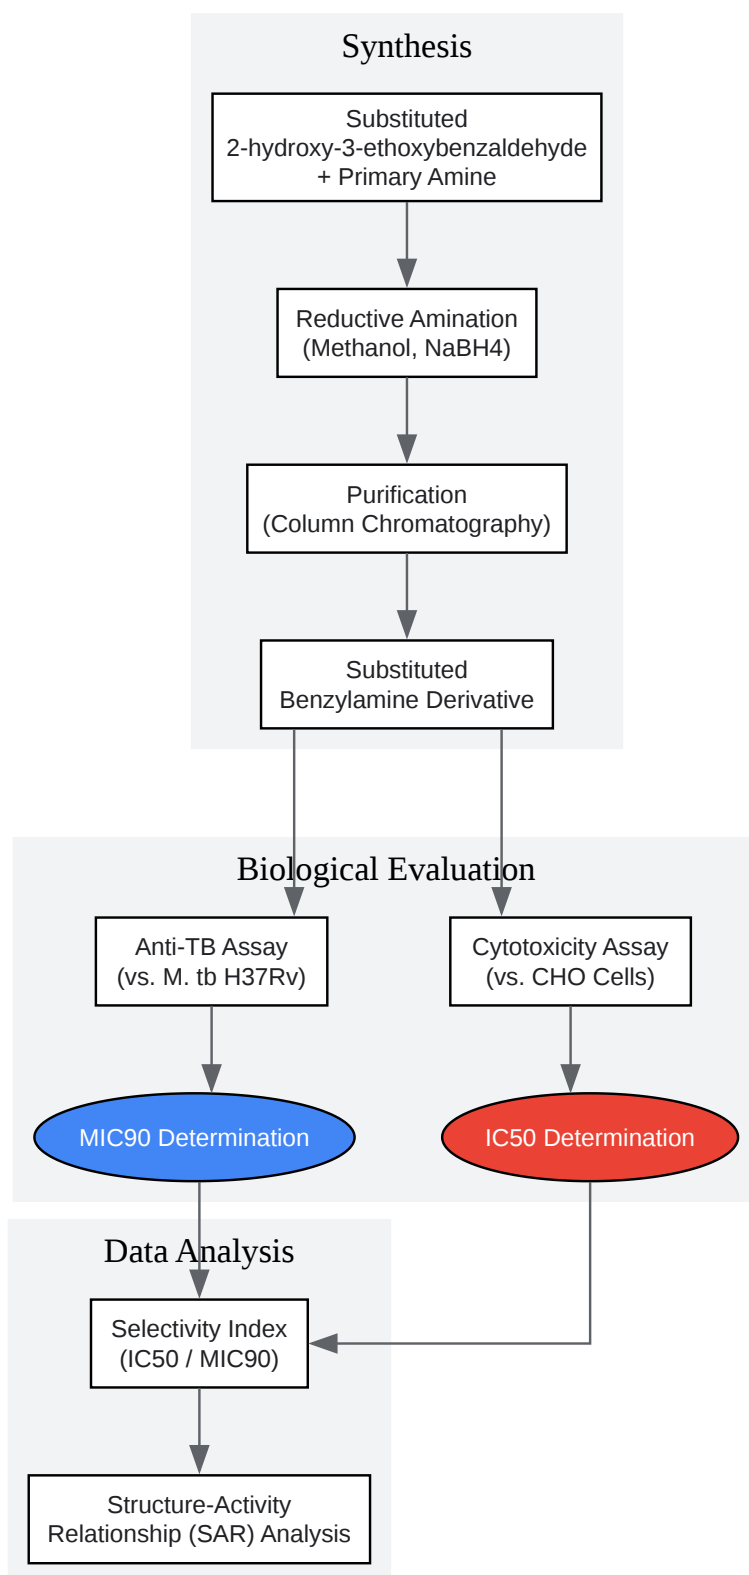 Synthesis
Substituted
2-hydroxy-3-ethoxybenzaldehyde
+ Primary Amine
Reductive Amination
(Methanol, NaBH4)
Purification
(Column Chromatography)
Substituted
Benzylamine Derivative
Biological Evaluation
Anti-TB Assay
(vs. M. tb H37Rv)
Cytotoxicity Assay
(vs. CHO Cells)
MIC90 Determination
IC50 Determination
Data Analysis
Selectivity Index
(IC50 / MIC90)
Structure-Activity
Relationship (SAR) Analysis